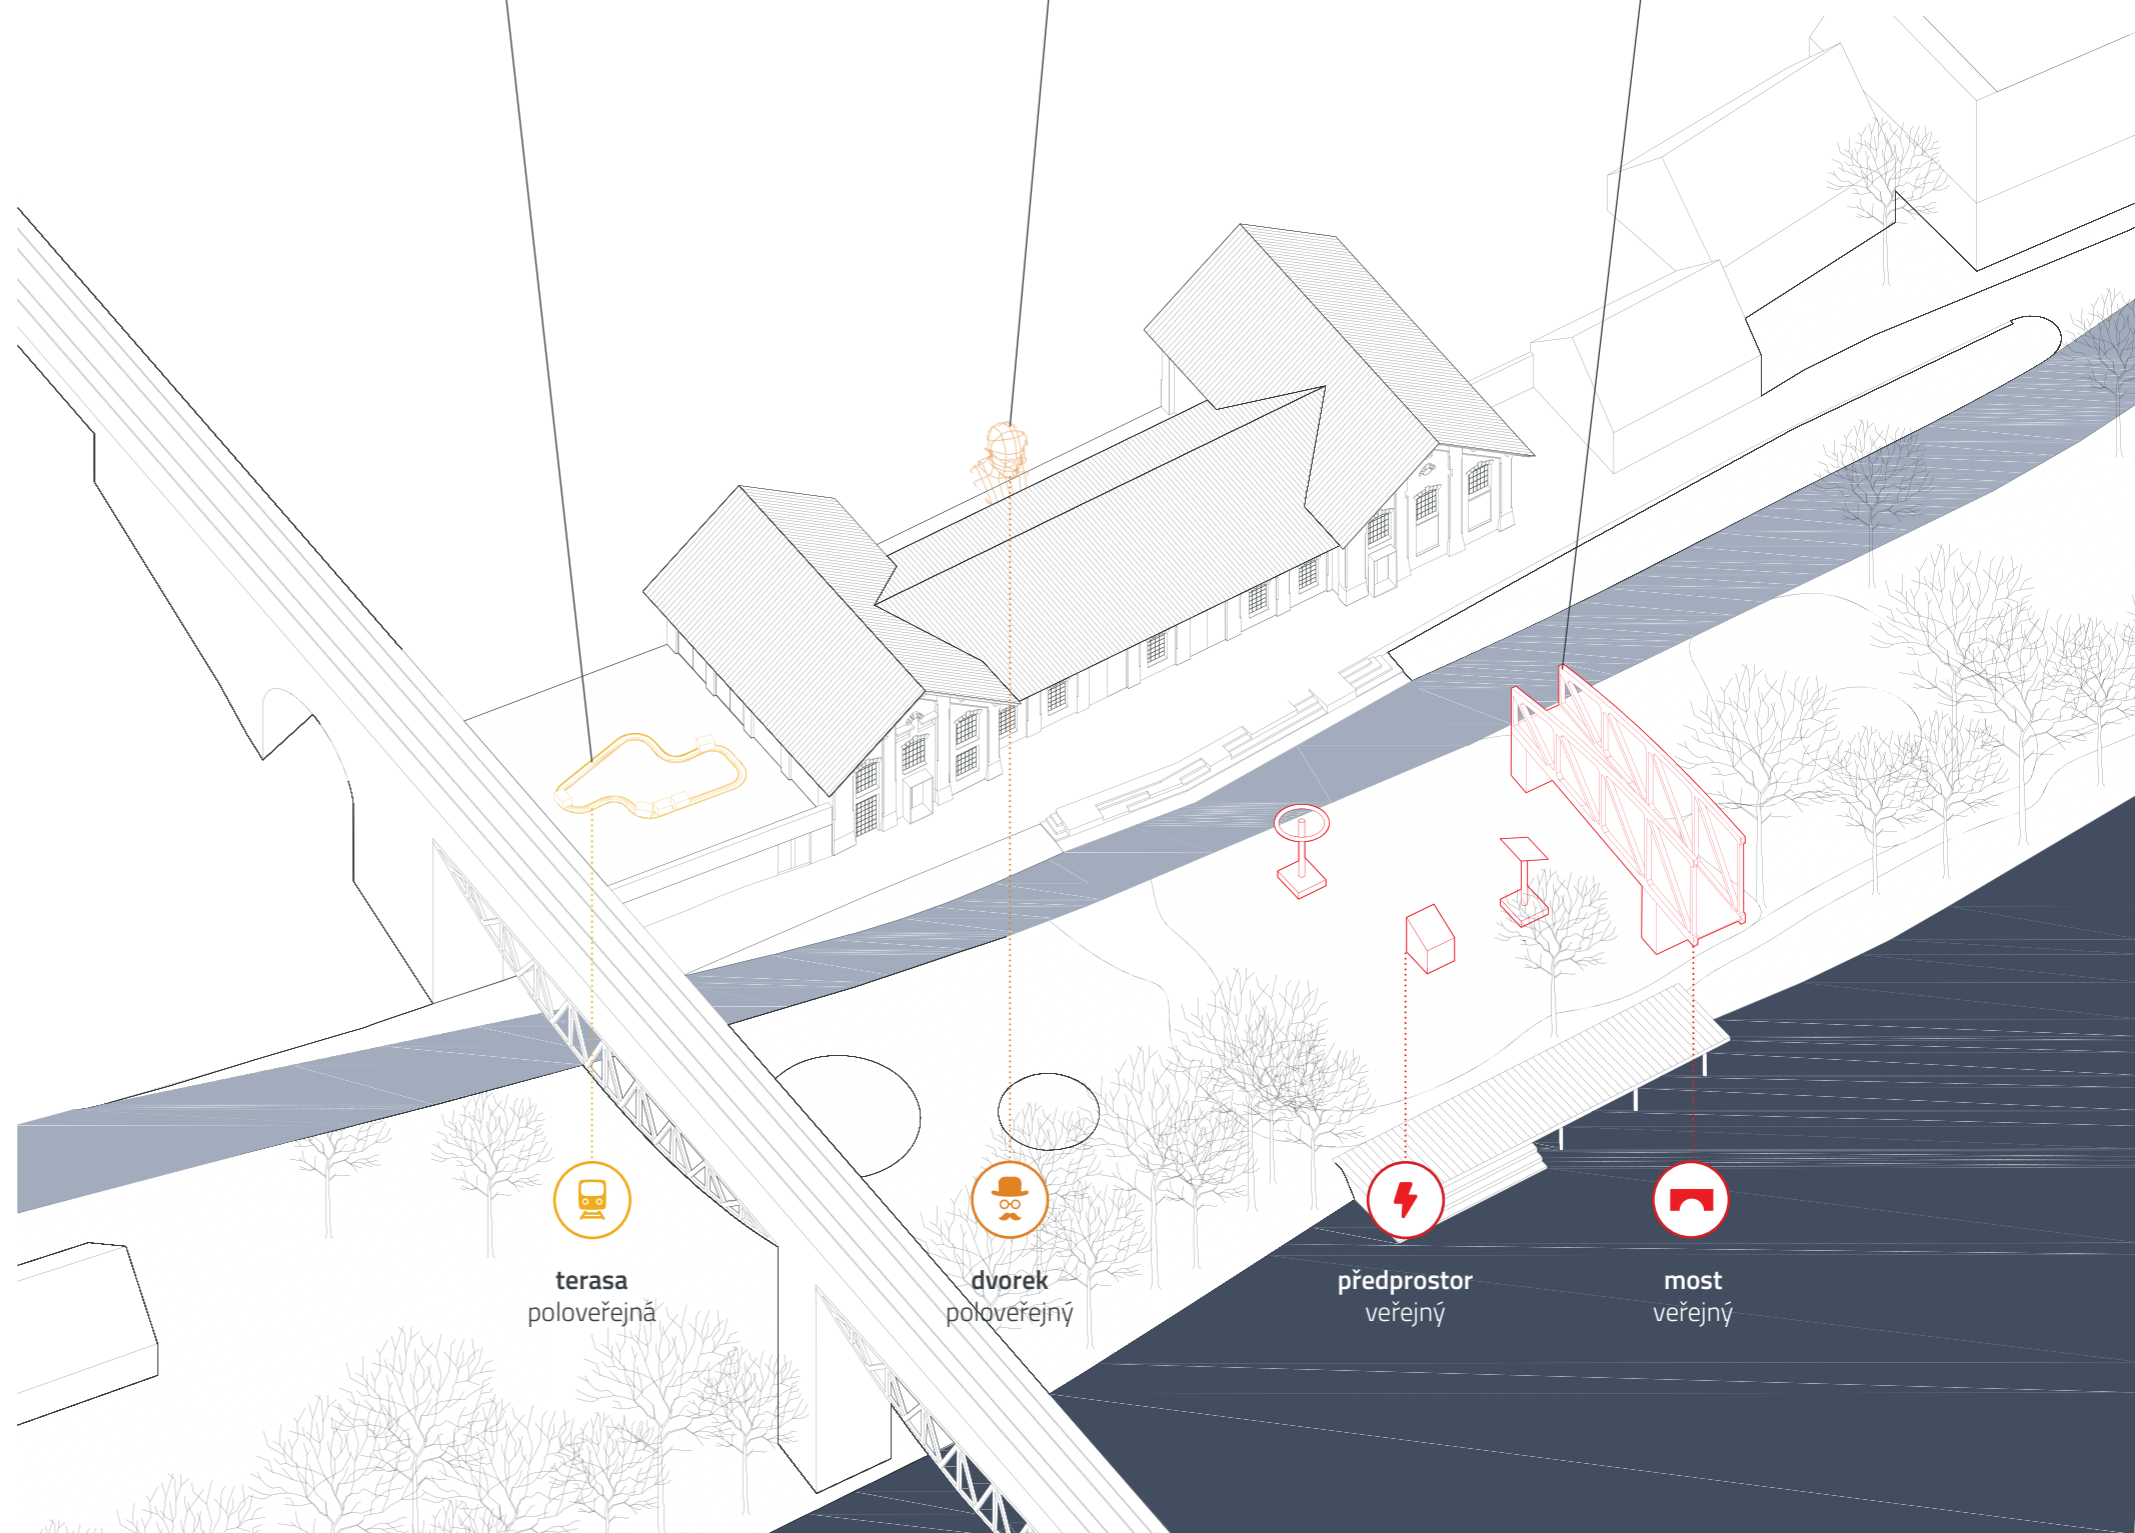 terasa
poloveřejná
dvorek
poloveřejný
předprostor
veřejný
most
veřejný